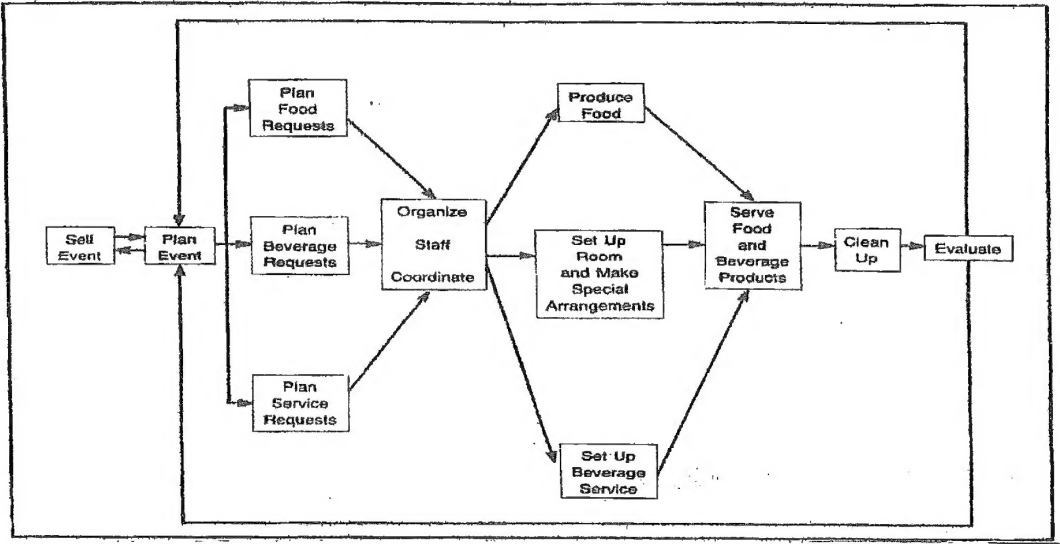 Sell
Event
Plan
Event
Plan
Food
Requests
Plan
Beverage
Requests
Plan
Service
Requests
Organize
Staff
Coordinate
Produce
Food
Set Up
Room
and Make
Special
Arrangements
Set Up
Beverage
Service
Serve
Food
and
Beverage
Products
Clean
Up
Evaluate